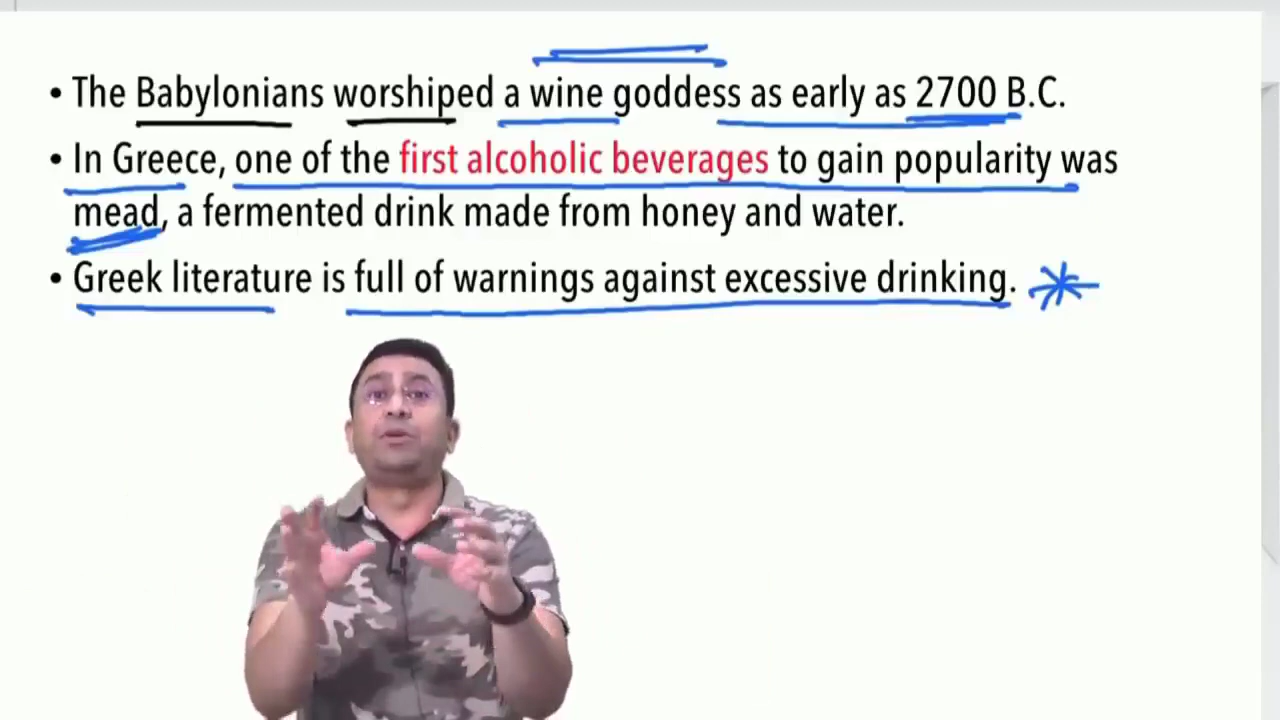 • The Babylonians worshiped a wine goddess as early as 2700 B.C.
• In Greece, one of the first alcoholic beverages to gain popularity was
mead, a fermented drink made from honey and water.
• Greek literature is full of warnings against excessive drinking.